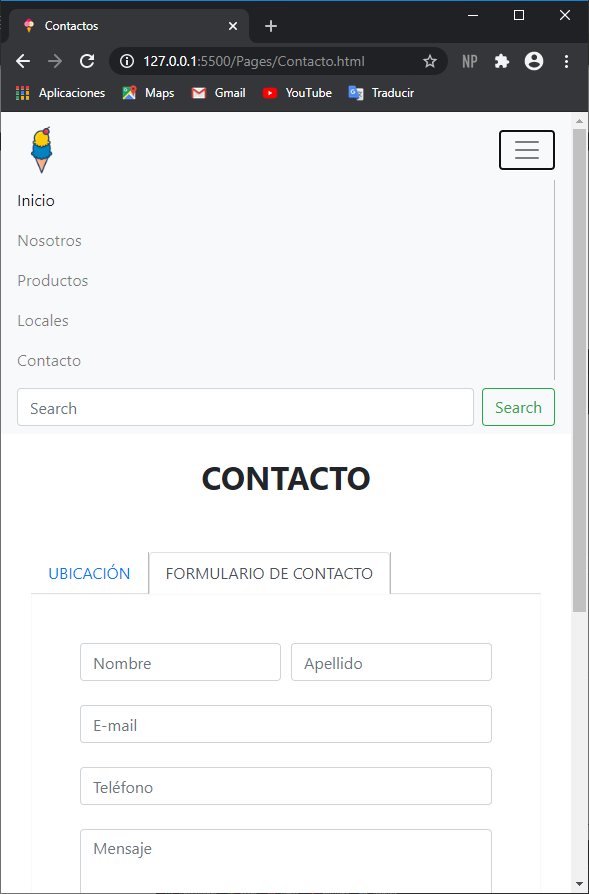 Contactos
127.0.0.1:5500/Pages/Contacto.html
NP
Aplicaciones Maps Gmail YouTube Traducir
Inicio
Nosotros
Productos
Locales
Contacto
Search Search
CONTACTO
UBICACIÓN FORMULARIO DE CONTACTO
Nombre Apellido
E-mail
Teléfono
Mensaje